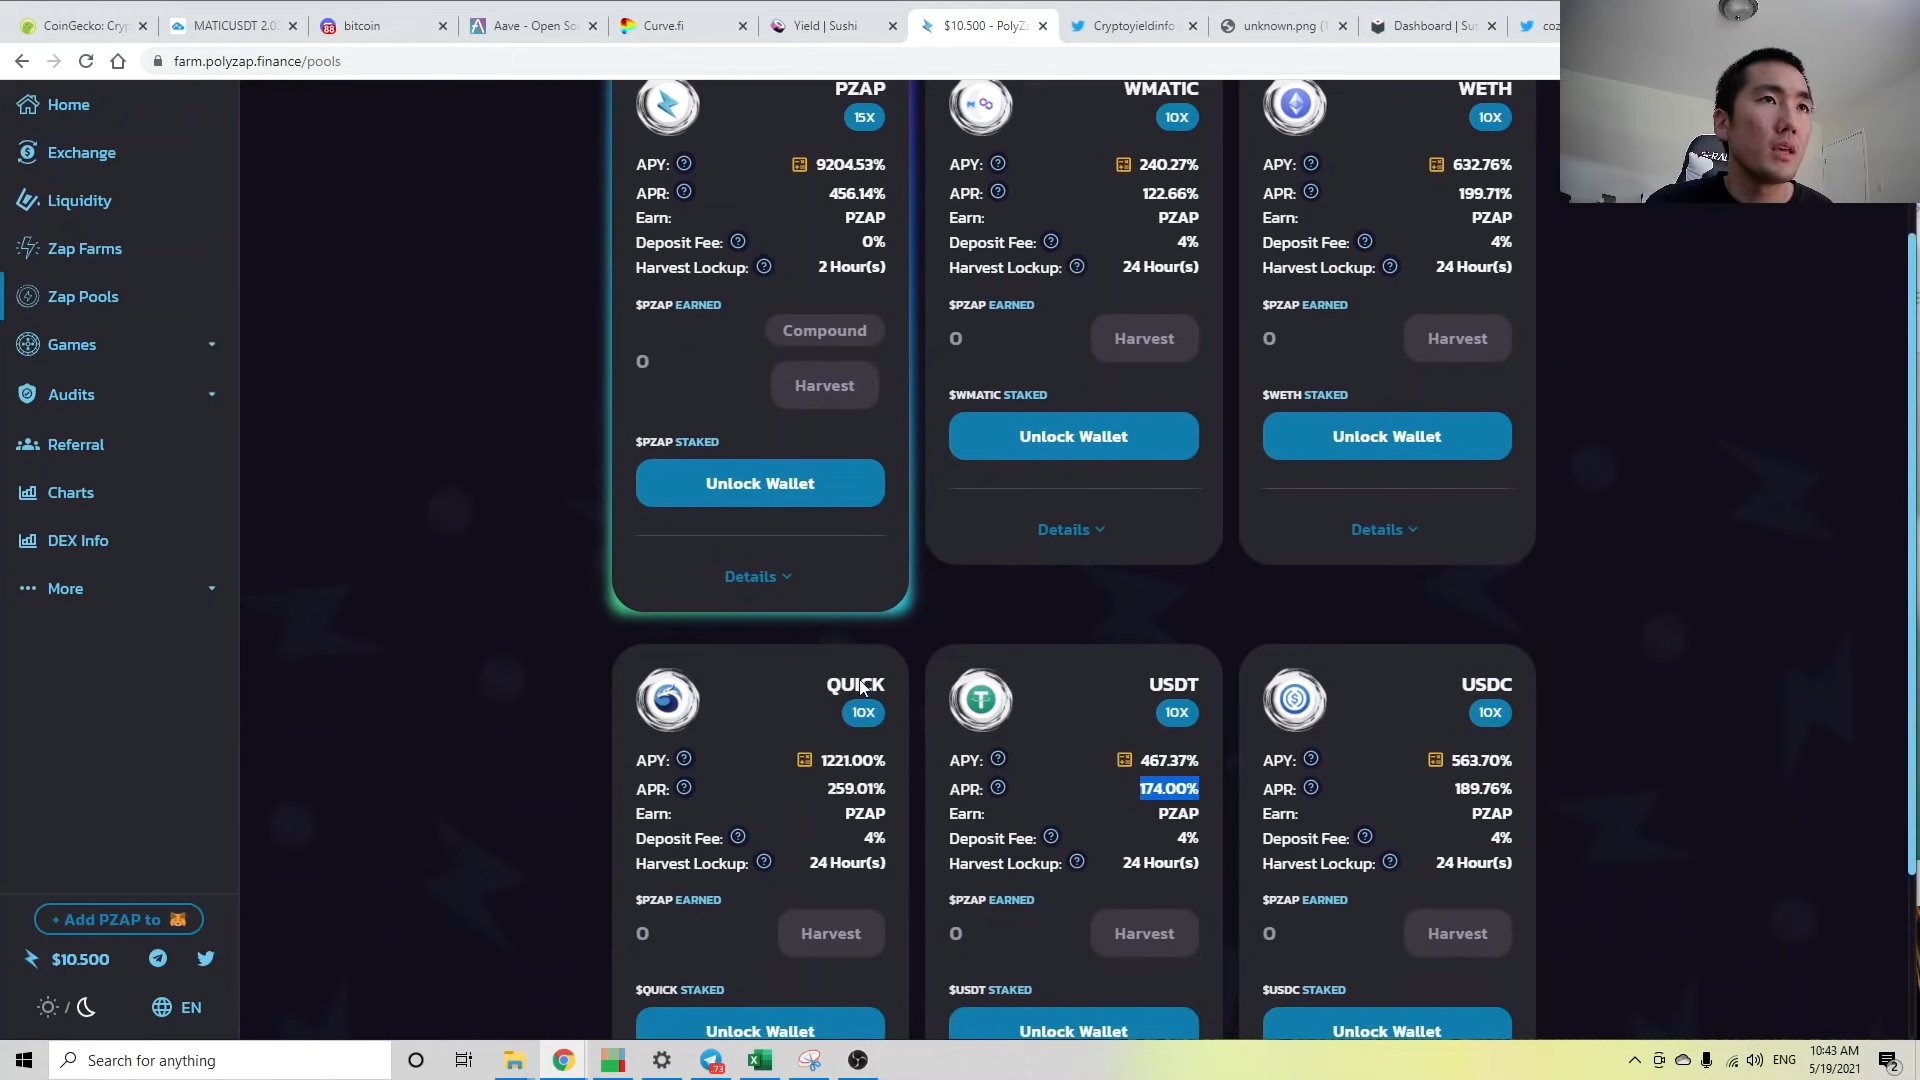 CoinGecko: Cryp
MATICUSDT 2.0
bitcoin
Aave - Open So
Curve.fi
Yield | Sushi
$10.500 - PolyZa
Cryptoyieldinfo
unknown.png (1
Dashboard | Sus
coz
farm.polyzap.finance/pools
Home
Exchange
Liquidity
Zap Farms
Zap Pools
Games
Audits
Referral
Charts
DEX Info
More
+ Add PZAP to
$10.500
EN
PZAP
15X
APY: 9204.53%
APR: 456.14%
Earn: PZAP
Deposit Fee: 0%
Harvest Lockup: 2 Hour(s)
$PZAP EARNED
Compound
0
Harvest
$PZAP STAKED
Unlock Wallet
Details
WMATIC
10X
APY: 240.27%
APR: 122.66%
Earn: PZAP
Deposit Fee: 4%
Harvest Lockup: 24 Hour(s)
$PZAP EARNED
0 Harvest
$WMATIC STAKED
Unlock Wallet
Details
WETH
10X
APY: 632.76%
APR: 199.71%
Earn: PZAP
Deposit Fee: 4%
Harvest Lockup: 24 Hour(s)
$PZAP EARNED
0 Harvest
$WETH STAKED
Unlock Wallet
Details
QUICK
10X
APY: 1221.00%
APR: 259.01%
Earn: PZAP
Deposit Fee: 4%
Harvest Lockup: 24 Hour(s)
$PZAP EARNED
0 Harvest
$QUICK STAKED
Unlock Wallet
USDT
10X
APY: 467.37%
APR: 174.00%
Earn: PZAP
Deposit Fee: 4%
Harvest Lockup: 24 Hour(s)
$PZAP EARNED
0 Harvest
$USDT STAKED
Unlock Wallet
USDC
10X
APY: 563.70%
APR: 189.76%
Earn: PZAP
Deposit Fee: 4%
Harvest Lockup: 24 Hour(s)
$PZAP EARNED
0 Harvest
$USDC STAKED
Unlock Wallet
Search for anything
73
ENG
10:43 AM
5/19/2021
2